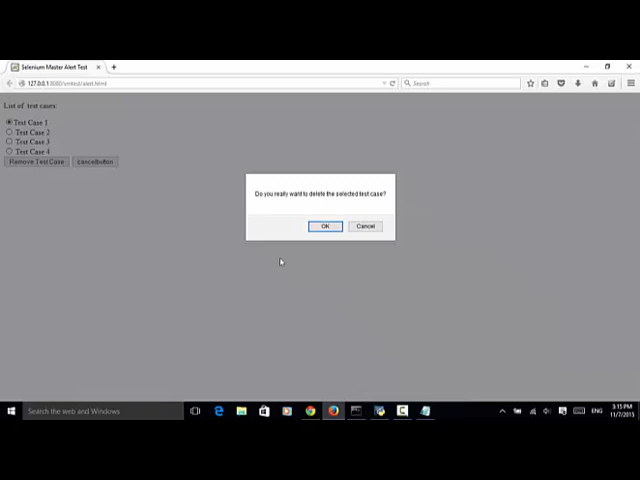 Selenium Master Alert Test
127.0.0.1:8080/smtest/alert.html
Search
List of test cases:
Test Case 1
Test Case 2
Test Case 3
Test Case 4
Remove Test Case cancelbutton
Do you really want to delete the selected test case?
OK Cancel
Search the web and Windows
ENG
3:15 PM
11/7/2015